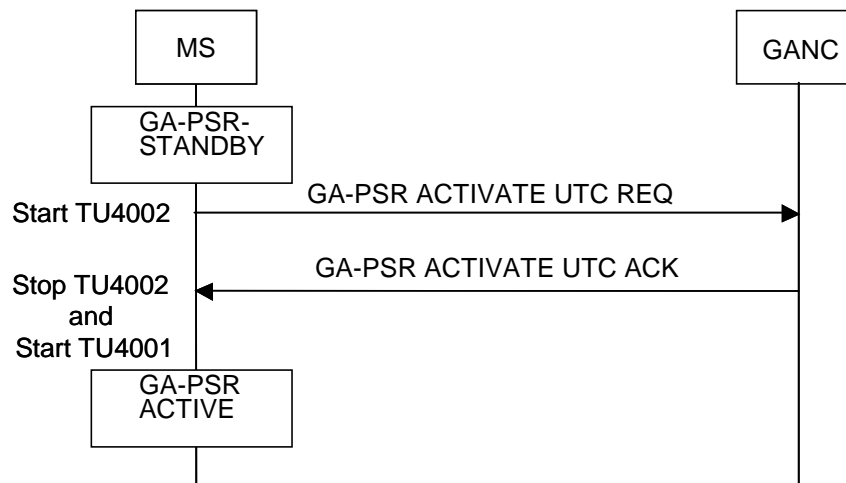 MS
GANC
GA-PSR-
STANDBY
GA-PSR ACTIVATE UTC REQ
Start TU4002
GA-PSR ACTIVATE UTC ACK
Stop TU4002
and
Start TU4001
GA-PSR
ACTIVE